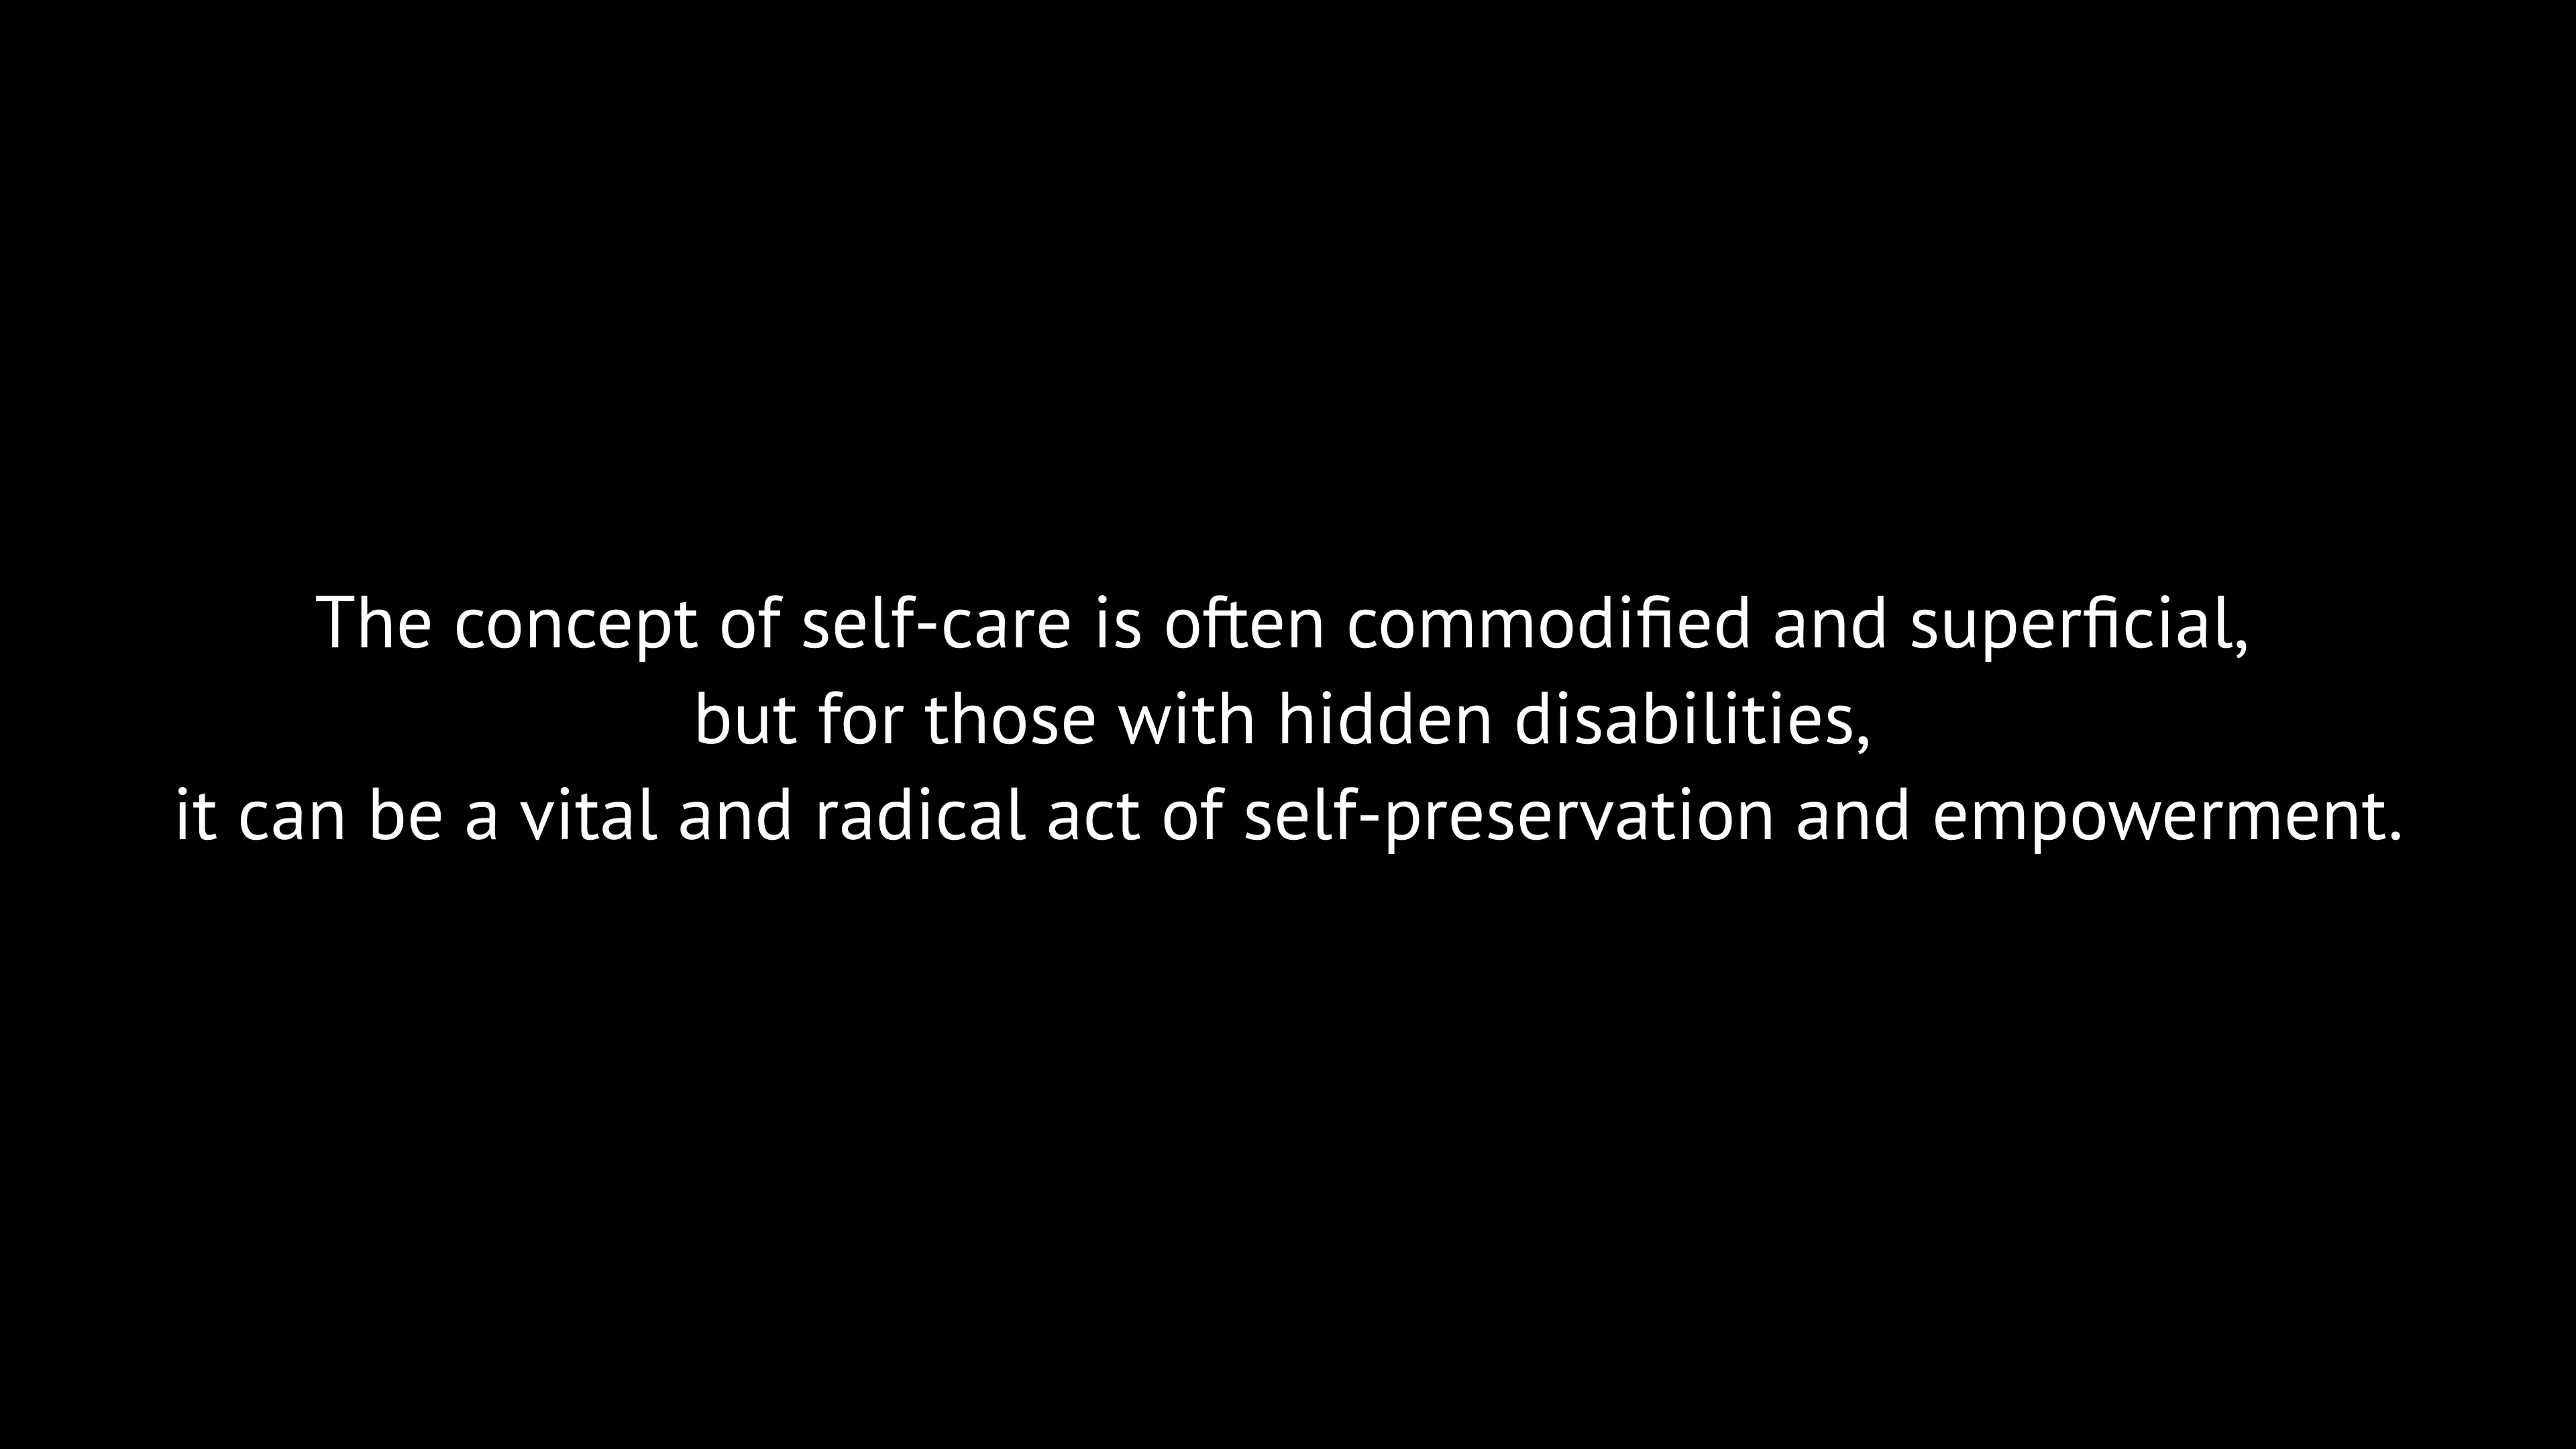 The concept of self-care is often commodified and superficial,
but for those with hidden disabilities,
it can be a vital and radical act of self-preservation and empowerment.